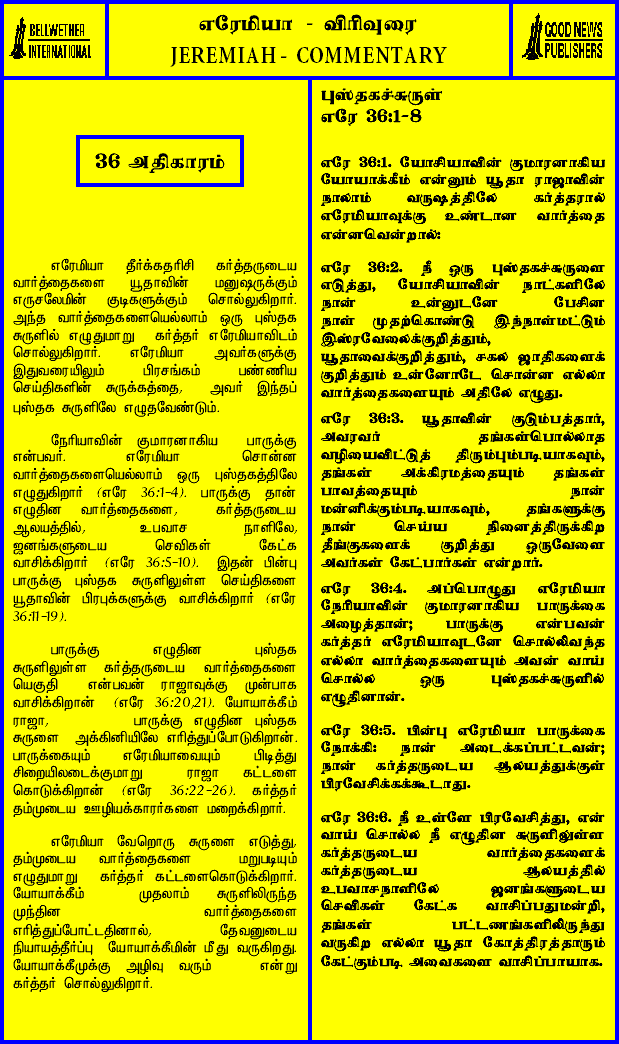 BELLWETHER
INTERNATIONAL
எரேமியா - விரிவுரை
JEREMIAH - COMMENTARY
GOOD NEWS
PUBLISHERS
36 அதிகாரம்
எரேமியா தீர்க்கதரிசி கர்த்தருடைய
வார்த்தைகளை யூதாவின் மனுஷருக்கும்
எருசலேமின் குடிகளுக்கும் சொல்லுகிறார்.
அந்த வார்த்தைகளையெல்லாம் ஒரு புஸ்தக
சுருளில் எழுதுமாறு கர்த்தர் எரேமியாவிடம்
சொல்லுகிறார். எரேமியா அவர்களுக்கு
இதுவரையிலும் பிரசங்கம் பண்ணிய
செய்திகளின் சுருக்கத்தை, அவர் இந்தப்
புஸ்தக சுருளிலே எழுதவேண்டும்.
நேரியாவின் குமாரனாகிய பாருக்கு
என்பவர். எரேமியா சொன்ன
வார்த்தைகளையெல்லாம் ஒரு புஸ்தகத்திலே
எழுதுகிறார் (எரே 36:1-4). பாருக்கு தான்
எழுதின வார்த்தைகளை, கர்த்தருடைய
ஆலயத்தில், உபவாச நாளிலே,
ஜனங்களுடைய செவிகள் கேட்க
வாசிக்கிறார் (எரே 36:5-10). இதன் பின்பு
பாருக்கு புஸ்தக சுருளிலுள்ள செய்திகளை
யூதாவின் பிரபுக்களுக்கு வாசிக்கிறார் (எரே
36:11-19).
பாருக்கு எழுதின புஸ்தக
சுருளிலுள்ள கர்த்தருடைய வார்த்தைகளை
யெகுதி என்பவன் ராஜாவுக்கு முன்பாக
வாசிக்கிறான் (எரே 36:20,21). யோயாக்கீம்
ராஜா, பாருக்கு எழுதின புஸ்தக
சுருளை அக்கினியிலே எரித்துப்போடுகிறான்.
பாருக்கையும் எரேமியாவையும் பிடித்து
சிறையிலடைக்குமாறு ராஜா கட்டளை
கொடுக்கிறான் (எரே 36:22-26). கர்த்தர்
தம்முடைய ஊழியக்காரர்களை மறைக்கிறார்.
எரேமியா வேறொரு சுருளை எடுத்து,
தம்முடைய வார்த்தைகளை மறுபடியும்
எழுதுமாறு கர்த்தர் கட்டளைகொடுக்கிறார்.
யோயாக்கீம் முதலாம் சுருளிலிருந்த
முந்தின வார்த்தைகளை
எரித்துப்போட்டதினால், தேவனுடைய
நியாயத்தீர்ப்பு யோயாக்கீமின் மீது வருகிறது.
யோயாக்கீமுக்கு அழிவு வரும் என்று
கர்த்தர் சொல்லுகிறார்.
புஸ்தகச்சுருள்
எரே 36:1-8
எரே 36:1. யோசியாவின் குமாரனாகிய
யோயாக்கீம் என்னும் யூதா ராஜாவின்
நாலாம் வருஷத்திலே கர்த்தரால்
எரேமியாவுக்கு உண்டான வார்த்தை
என்னவென்றால்:
எரே 36:2. நீ ஒரு புஸ்தகச்சுருளை
எடுத்து, யோசியாவின் நாட்களிலே
நான் உன்னுடனே பேசின
நாள் முதற்கொண்டு இந்நாள்மட்டும்
இஸ்ரவேலைக்குறித்தும்,
யூதாவைக்குறித்தும், சகல ஜாதிகளைக்
குறித்தும் உன்னோடே சொன்ன எல்லா
வார்த்தைகளையும் அதிலே எழுது.
எரே 36:3. யூதாவின் குடும்பத்தார்,
அவரவர் தங்கள்பொல்லாத
வழியைவிட்டுத் திரும்பும்படியாகவும்,
தங்கள் அக்கிரமத்தையும் தங்கள்
பாவத்தையும் நான்
மன்னிக்கும்படியாகவும், தங்களுக்கு
நான் செய்ய நினைத்திருக்கிற
தீங்குகளைக் குறித்து ஒருவேளை
அவர்கள் கேட்பார்கள் என்றார்.
எரே 36:4. அப்பொழுது எரேமியா
நேரியாவின் குமாரனாகிய பாருக்கை
அழைத்தான்; பாருக்கு என்பவன்
கர்த்தர் எரேமியாவுடனே சொல்லிவந்த
எல்லா வார்த்தைகளையும் அவன் வாய்
சொல்ல ஒரு புஸ்தகச்சுருளில்
எழுதினான்.
எரே 36:5. பின்பு எரேமியா பாருக்கை
நோக்கி: நான் அடைக்கப்பட்டவன்;
நான் கர்த்தருடைய ஆலயத்துக்குள்
பிரவேசிக்கக்கூடாது.
எரே 36:6. நீ உள்ளே பிரவேசித்து, என்
வாய் சொல்ல நீ எழுதின சுருளிலுள்ள
கர்த்தருடைய வார்த்தைகளைக்
கர்த்தருடைய ஆலயத்தில்
உபவாசநாளிலே ஜனங்களுடைய
செவிகள் கேட்க வாசிப்பதுமன்றி,
தங்கள் பட்டணங்களிலிருந்து
வருகிற எல்லா யூதா கோத்திரத்தாரும்
கேட்கும்படி அவைகளை வாசிப்பாயாக.